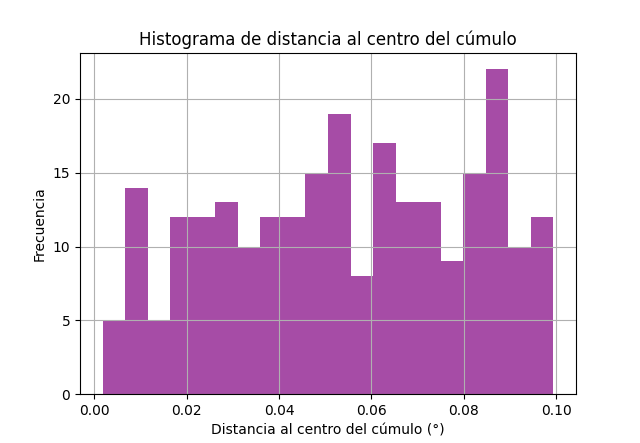 Histograma de distancia al centro del cúmulo
Frecuencia
20
15
10
5
0
0.00 0.02 0.04 0.06 0.08 0.10
Distancia al centro del cúmulo (°)